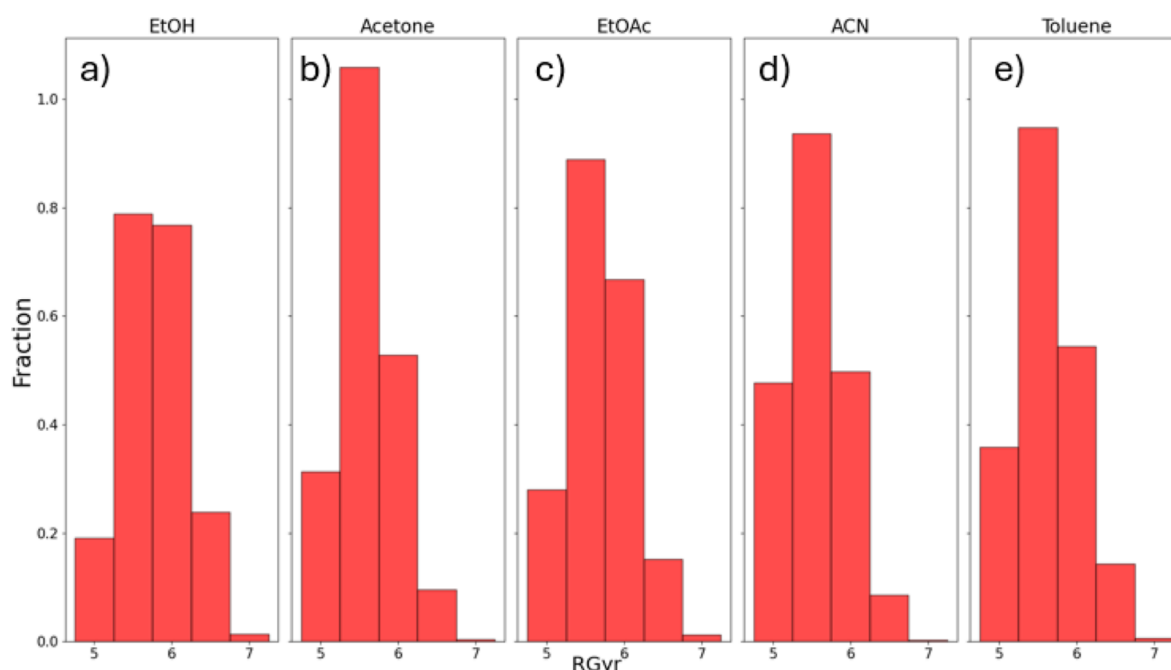 EtOH Acetone EtOAc ACN Toluene
a) b) c) d) e)
1.0
0.8
0.6
0.4
0.2
0.0
Fraction
5 6 7 5 6 7 5 6 7 5 6 7 5 6 7
RGyr